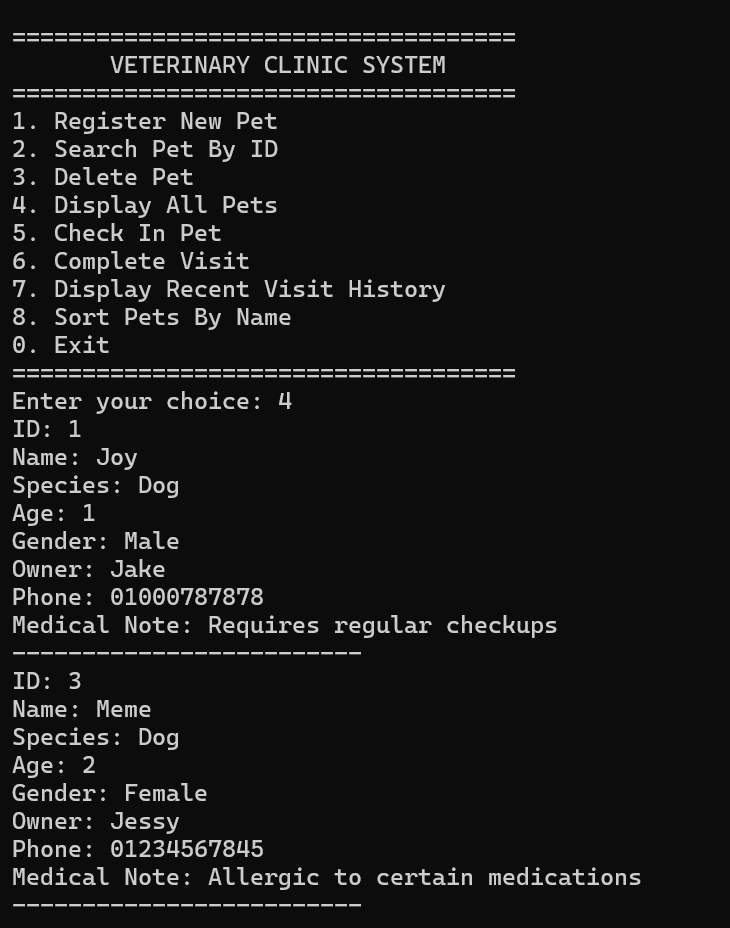 ====================================
       VETERINARY CLINIC SYSTEM
====================================
1. Register New Pet
2. Search Pet By ID
3. Delete Pet
4. Display All Pets
5. Check In Pet
6. Complete Visit
7. Display Recent Visit History
8. Sort Pets By Name
0. Exit
====================================
Enter your choice: 4
ID: 1
Name: Joy
Species: Dog
Age: 1
Gender: Male
Owner: Jake
Phone: 01000787878
Medical Note: Requires regular checkups
-------------------------
ID: 3
Name: Meme
Species: Dog
Age: 2
Gender: Female
Owner: Jessy
Phone: 01234567845
Medical Note: Allergic to certain medications
-------------------------